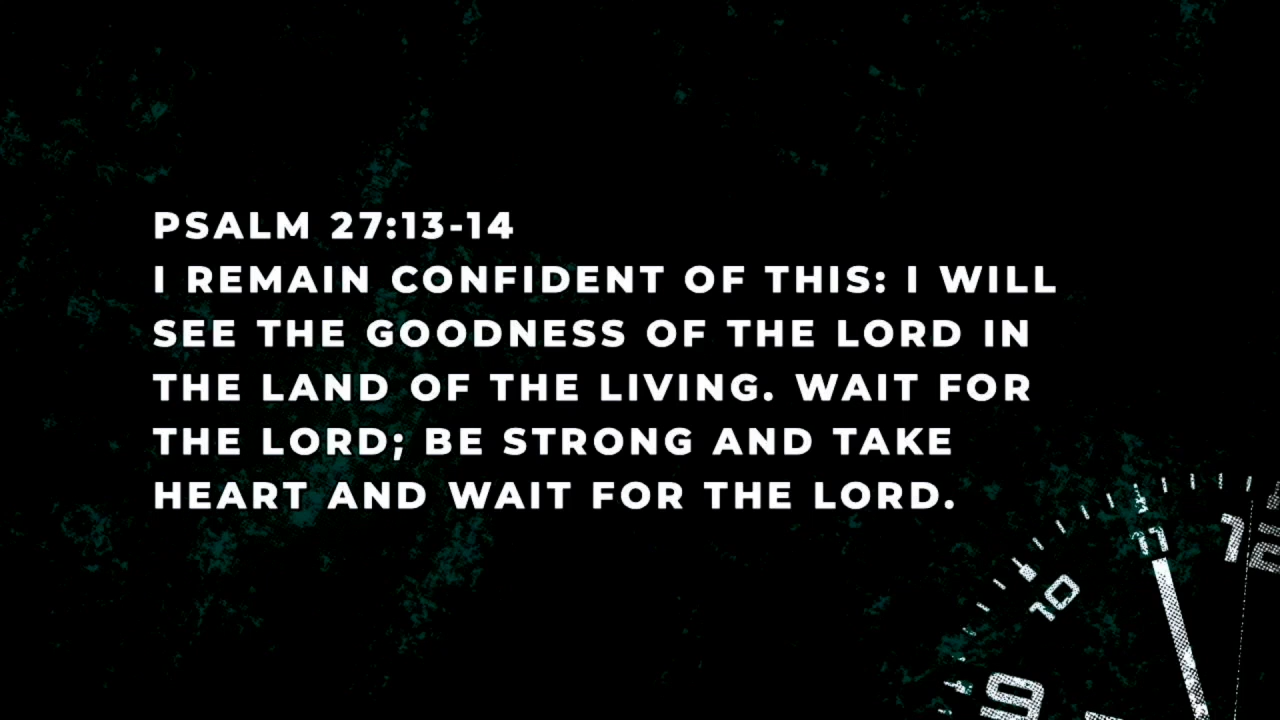 PSALM 27:13-14
I REMAIN CONFIDENT OF THIS: I WILL
SEE THE GOODNESS OF THE LORD IN
THE LAND OF THE LIVING. WAIT FOR
THE LORD; BE STRONG AND TAKE
HEART AND WAIT FOR THE LORD.
11
12
10
9